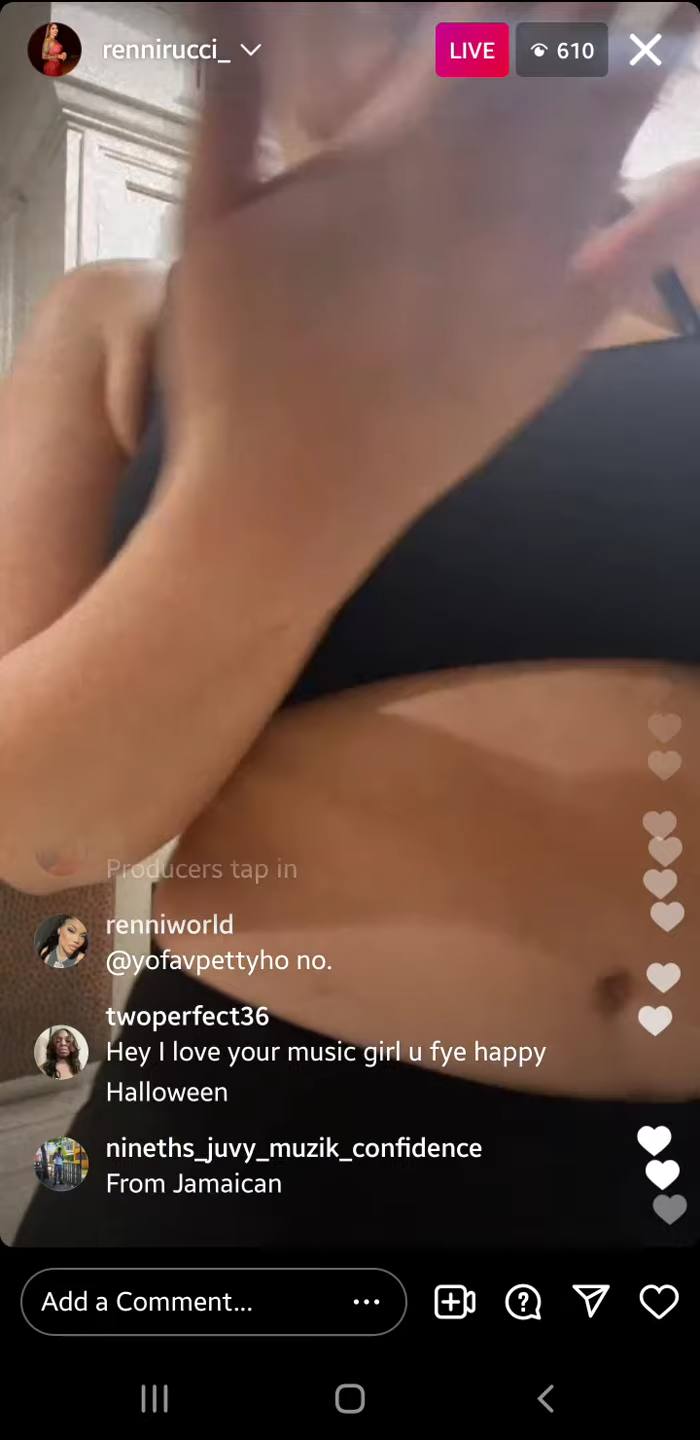 rennirucci_
LIVE
610
Producers tap in
renniworld
@yofavpettyho no.
twoperfect36
Hey I love your music girl u fye happy
Halloween
nineths_juvy_muzik_confidence
From Jamaican
Add a Comment...